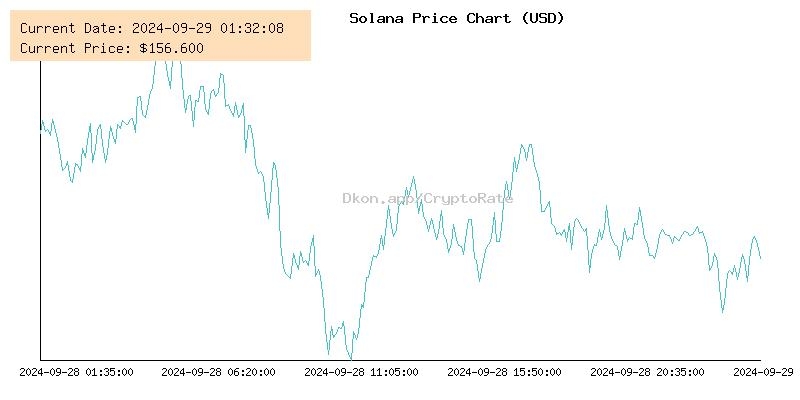 Solana Price Chart (USD)
Current Date: 2024-09-29 01:32:08
Current Price: $156.600
Dkon.app/CryptoRate
2024-09-28 01:35:00 2024-09-28 06:20:00 2024-09-28 11:05:00 2024-09-28 15:50:00 2024-09-28 20:35:00 2024-09-29